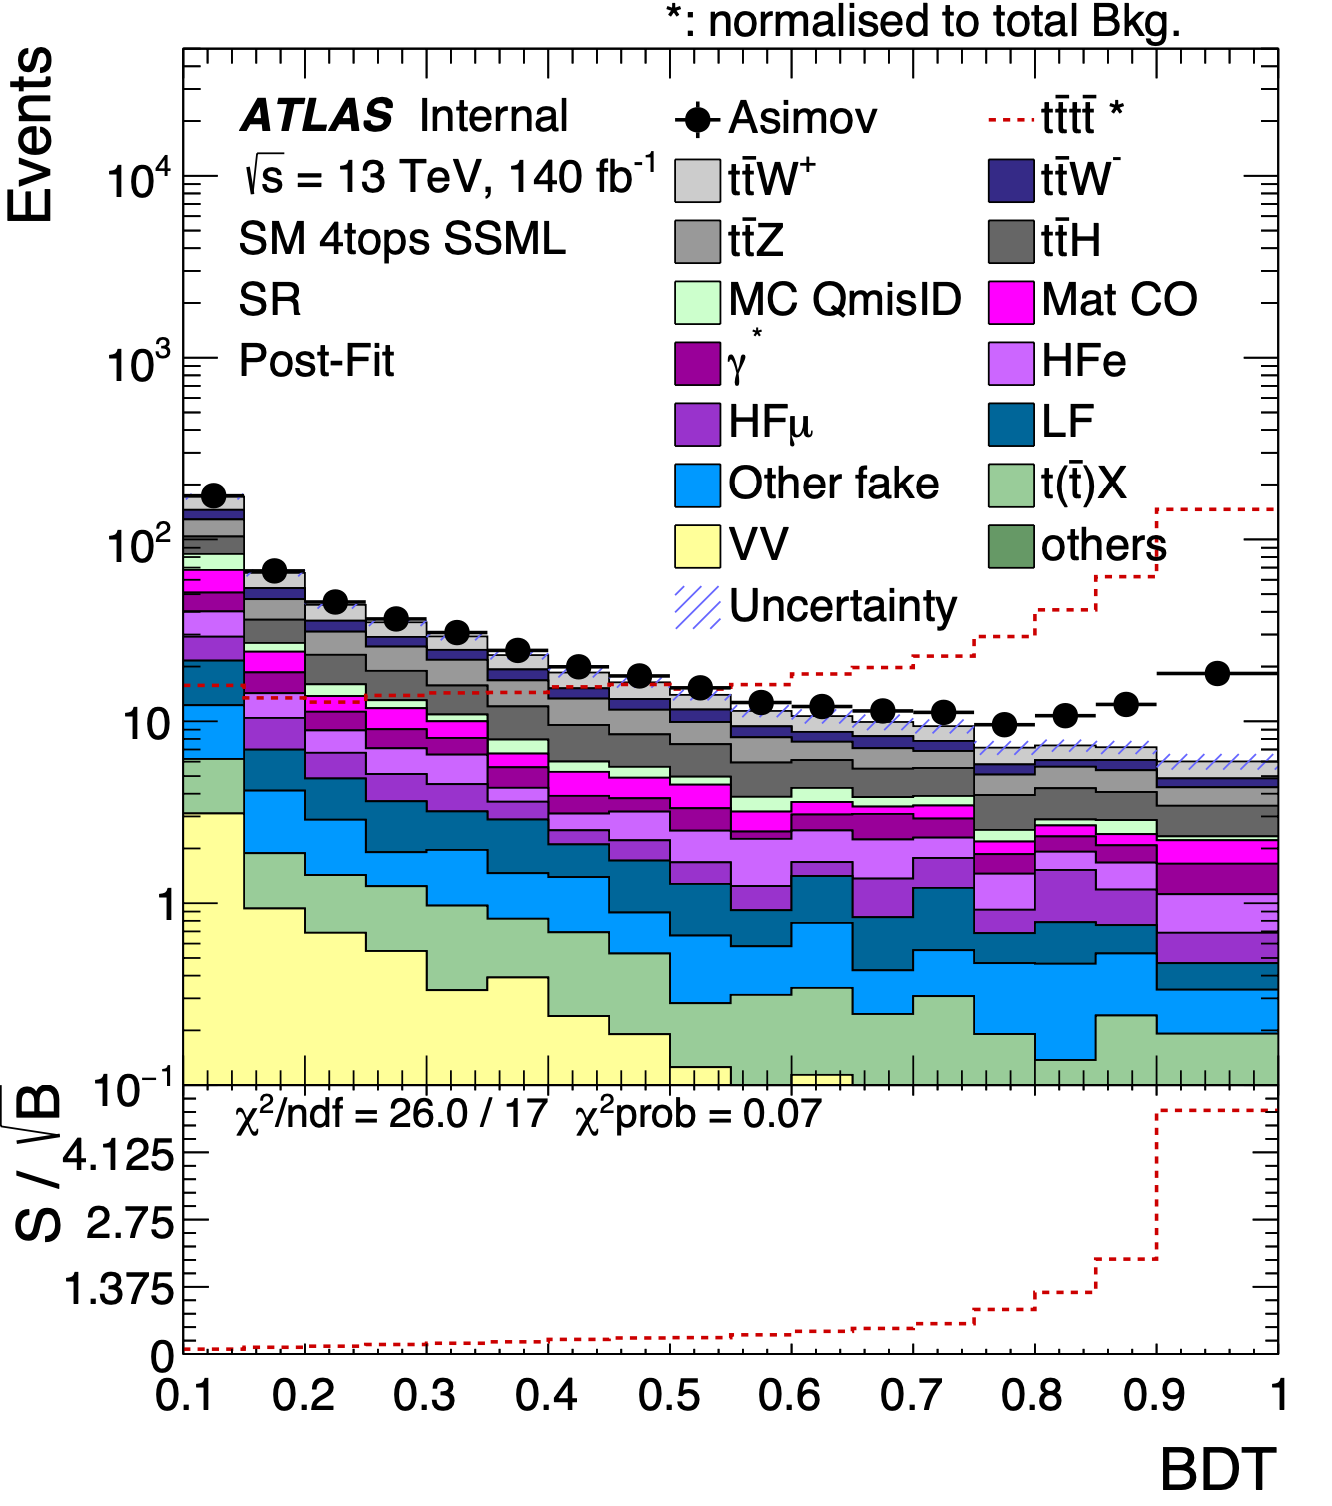 *: normalised to total Bkg.
Events
ATLAS Internal
√s = 13 TeV, 140 fb⁻¹
SM 4tops SSML
SR
Post-Fit
Asimov
tt̄tt̄ *
tt̄W⁺
tt̄W⁻
tt̄Z
tt̄H
MC QmisID
Mat CO
γ*
HFe
HFμ
LF
Other fake
t(t̄)X
VV
others
Uncertainty
10⁴
10³
10²
10
1
10⁻¹
χ²/ndf = 26.0 / 17 χ²prob = 0.07
S / √B
4.125
2.75
1.375
0
0.1 0.2 0.3 0.4 0.5 0.6 0.7 0.8 0.9 1
BDT